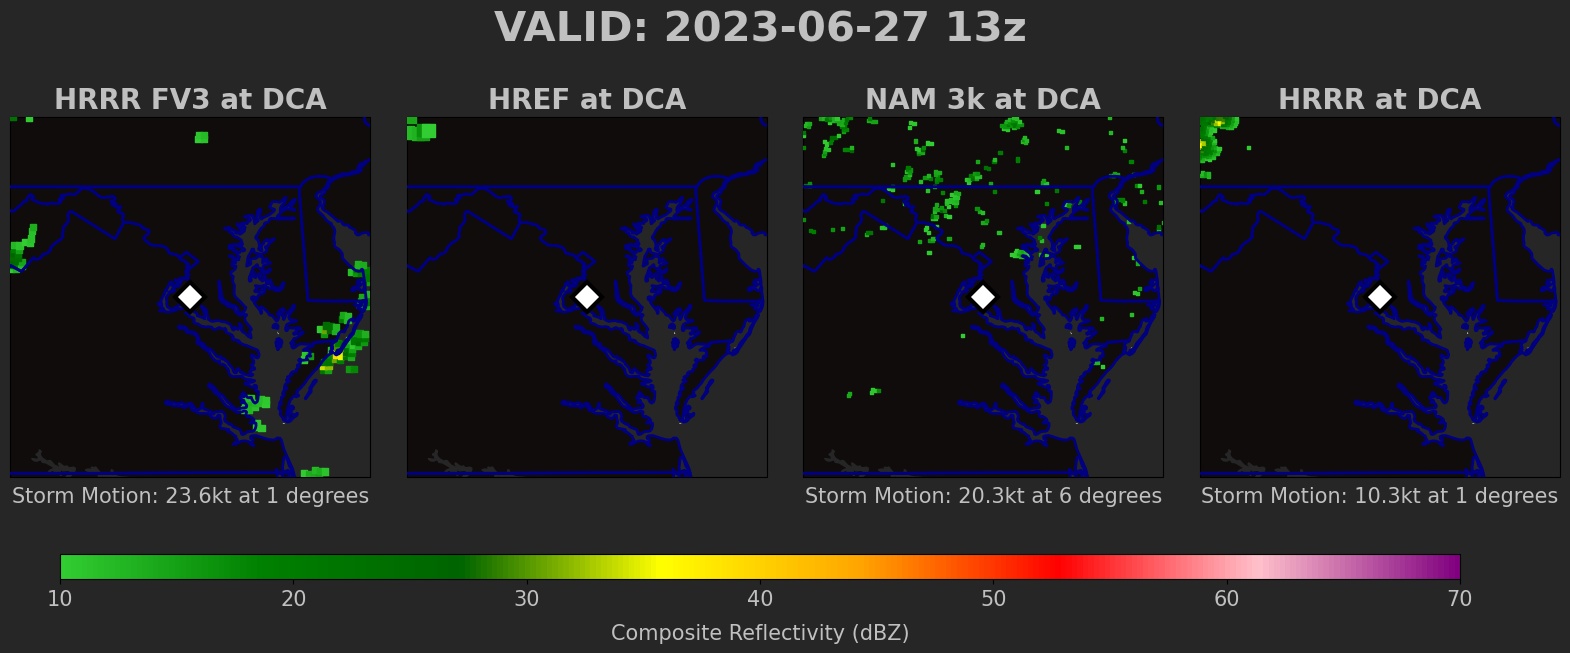 VALID: 2023-06-27 13z
HRRR FV3 at DCA
HREF at DCA
NAM 3k at DCA
HRRR at DCA
Storm Motion: 23.6kt at 1 degrees
Storm Motion: 20.3kt at 6 degrees
Storm Motion: 10.3kt at 1 degrees
10 20 30 40 50 60 70
Composite Reflectivity (dBZ)